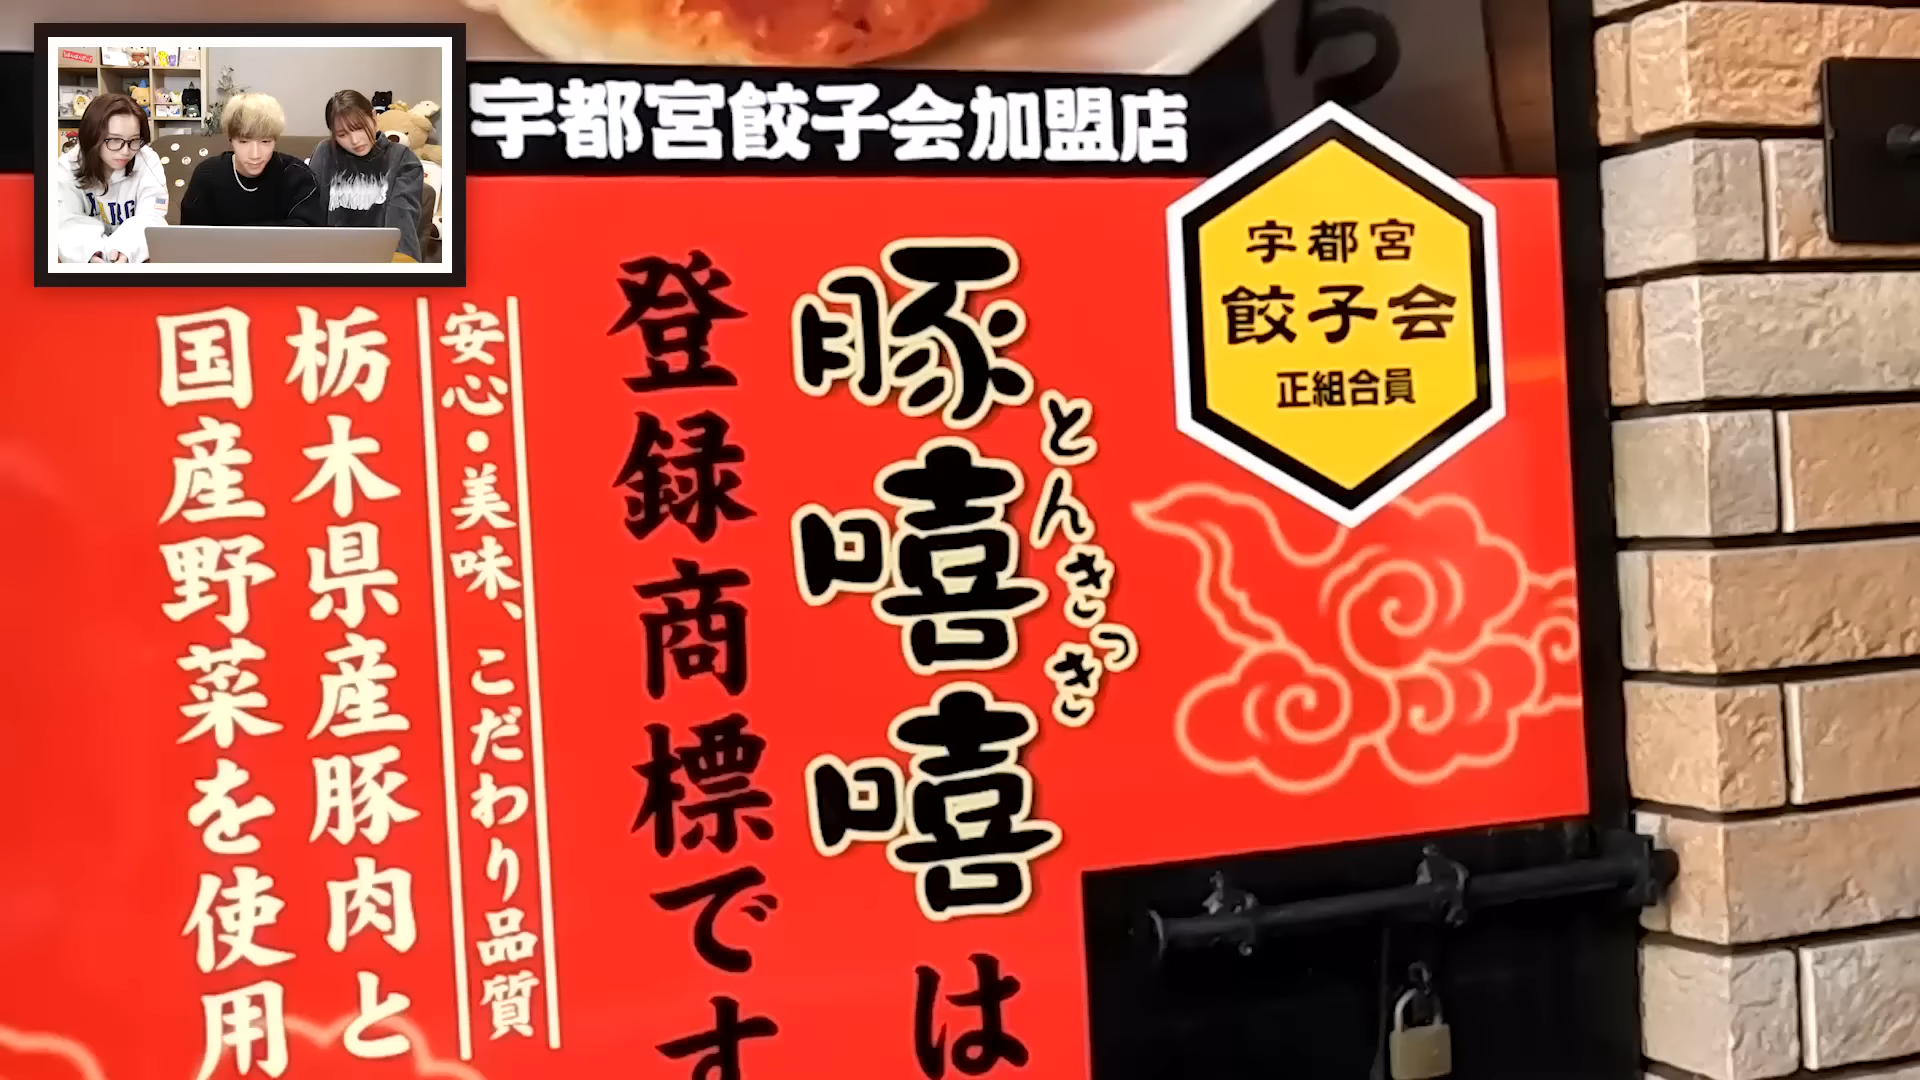 宇都宮餃子会加盟店
宇都宮
餃子会
正組合員
豚嘻嘻は
とんきっき
登録商標です
安心・美味、こだわり品質
栃木県産豚肉と
国産野菜を使用